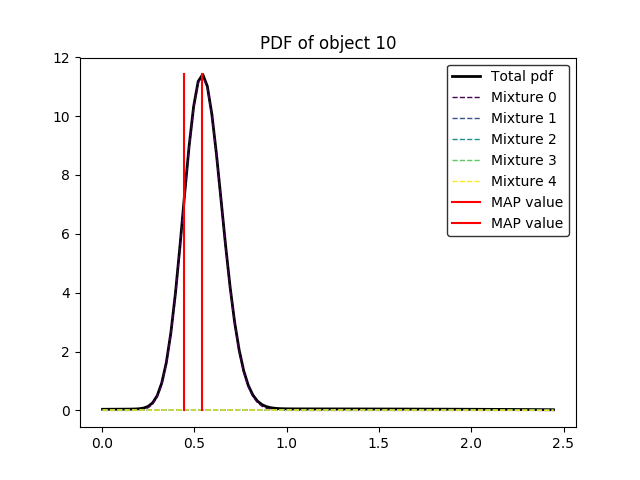 PDF of object 10
12
10
8
6
4
2
0
0.0 0.5 1.0 1.5 2.0 2.5
Total pdf
Mixture 0
Mixture 1
Mixture 2
Mixture 3
Mixture 4
MAP value
MAP value